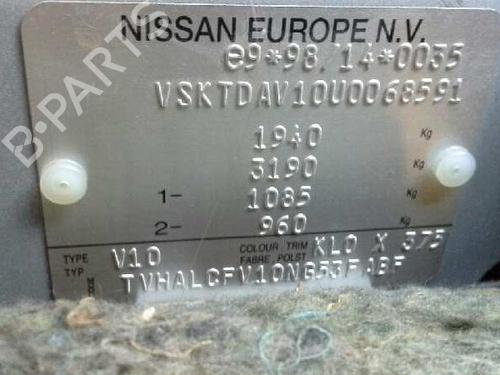 NISSAN EUROPE N.V.
e9*98/14*0035
VSKTDAV10U0068591
1940 Kg
3190 Kg
1- 1085 Kg
2- 960 Kg
TYPE V10 COLOUR, TRIM KL0 X 375
TYP FABRE, POLST
TVHALCFV10NG53FABF
B-PARTS